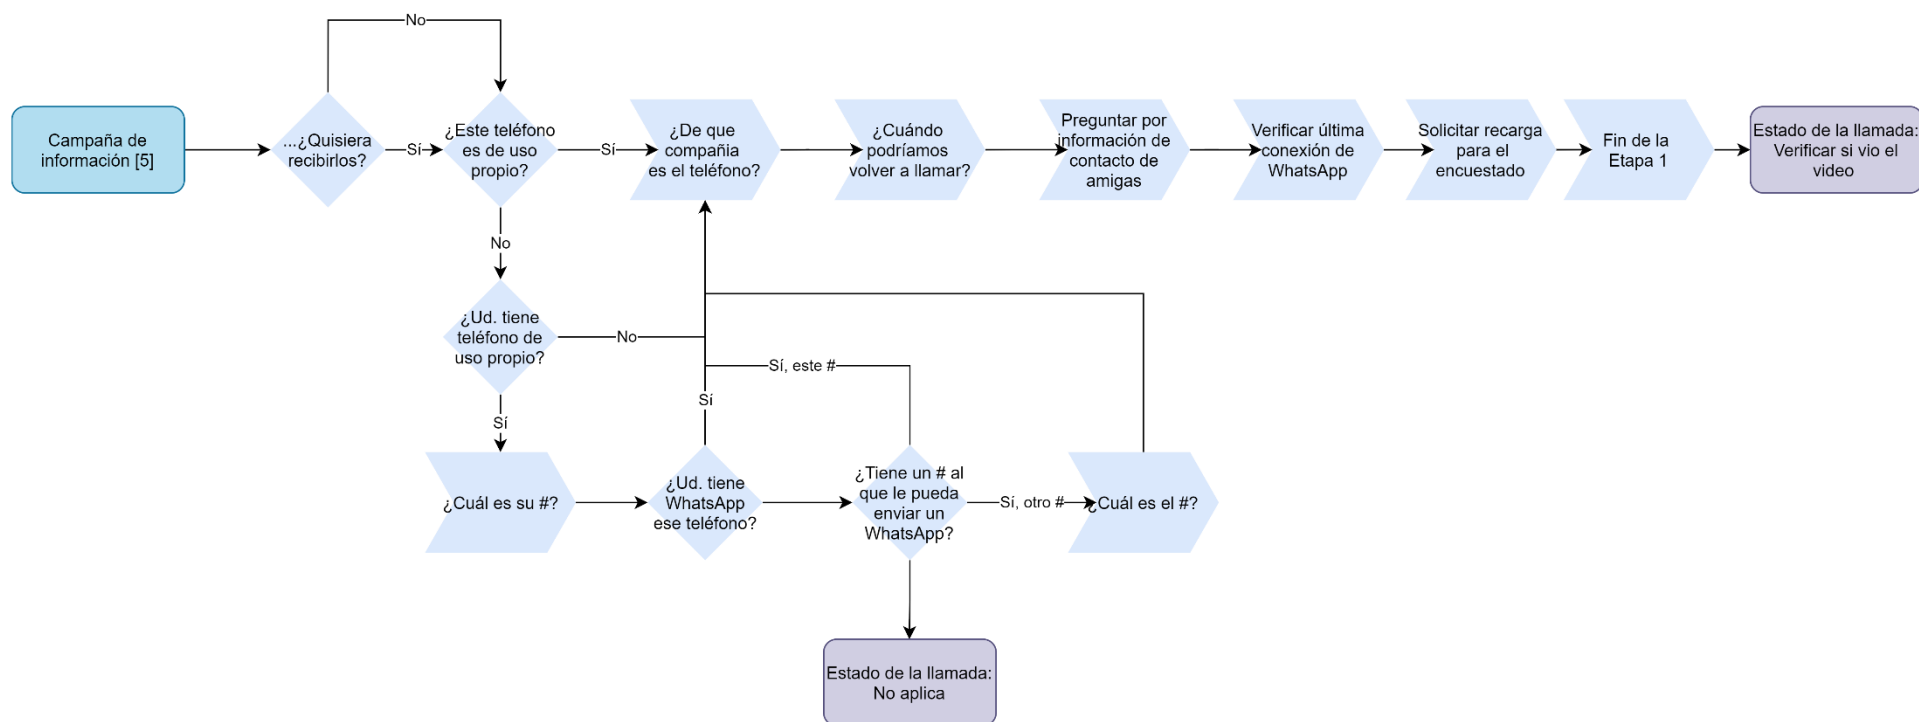 No
Campaña de
información [5]
...¿Quisiera
recibirlos?
Sí
¿Este teléfono
es de uso
propio?
Sí
¿De que
compañia
es el teléfono?
¿Cuándo
podríamos
volver a llamar?
Preguntar por
información de
contacto de
amigas
Verificar última
conexión de
WhatsApp
Solicitar recarga
para el
encuestado
Fin de la
Etapa 1
Estado de la llamada:
Verificar si vio el
video
No
¿Ud. tiene
teléfono de
uso propio?
No
Sí, este #
Sí
Sí
¿Cuál es su #?
¿Ud. tiene
WhatsApp
ese teléfono?
¿Tiene un # al
que le pueda
enviar un
WhatsApp?
Sí, otro #
¿Cuál es el #?
Estado de la llamada:
No aplica